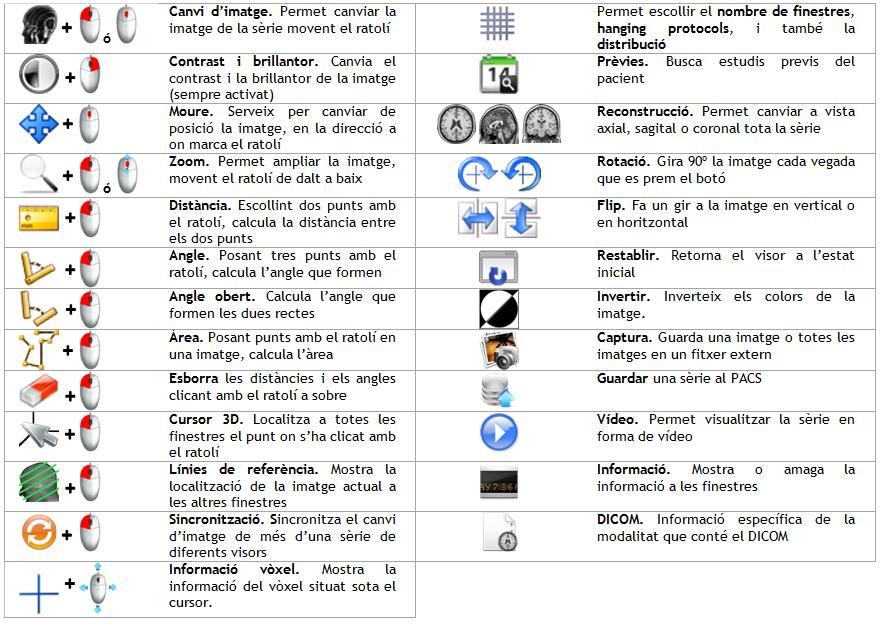 + ó
Canvi d'imatge. Permet canviar la
imatge de la sèrie movent el ratolí
+
Contrast i brillantor. Canvia el
contrast i la brillantor de la imatge
(sempre activat)
+
Moure. Serveix per canviar de
posició la imatge, en la direcció a
on marca el ratolí
+ ó
Zoom. Permet ampliar la imatge,
movent el ratolí de dalt a baix
mm +
Distància. Escollint dos punts amb
el ratolí, calcula la distància entre
els dos punts
+
Angle. Posant tres punts amb el
ratolí, calcula l'angle que formen
+
Angle obert. Calcula l'angle que
formen les dues rectes
+
Àrea. Posant punts amb el ratolí en
una imatge, calcula l'àrea
+
Esborra les distàncies i els angles
clicant amb el ratolí a sobre
+
Cursor 3D. Localitza a totes les
finestres el punt on s'ha clicat amb
el ratolí
+
Línies de referència. Mostra la
localització de la imatge actual a
les altres finestres
+
Sincronització. Sincronitza el canvi
d'imatge de més d'una sèrie de
diferents visors
+
Informació vòxel. Mostra la
informació del vòxel situat sota el
cursor.
Permet escollir el nombre de finestres,
hanging protocols, i també la
distribució
14
Prèvies. Busca estudis previs del
pacient
Reconstrucció. Permet canviar a vista
axial, sagital o coronal tota la sèrie
Rotació. Gira 90º la imatge cada vegada
que es prem el botó
Flip. Fa un gir a la imatge en vertical o
en horitzontal
Restablir. Retorna el visor a l'estat
inicial
Invertir. Inverteix els colors de la
imatge.
Captura. Guarda una imatge o totes les
imatges en un fitxer extern
Guardar una sèrie al PACS
Vídeo. Permet visualitzar la sèrie en
forma de vídeo
Informació. Mostra o amaga la
informació a les finestres
DICOM. Informació específica de la
modalitat que conté el DICOM